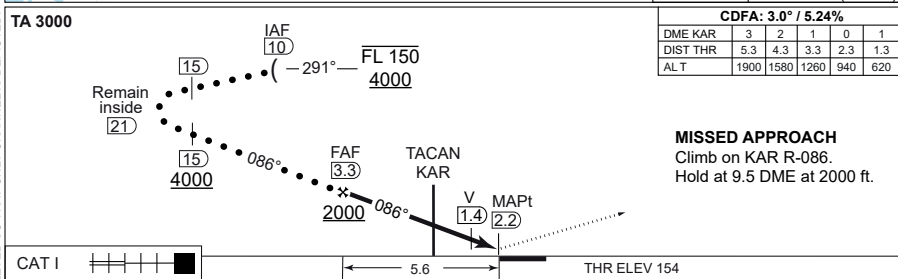 TA 3000
CDFA: 3.0° / 5.24%
DME KAR 3 2 1 0 1
DIST THR 5.3 4.3 3.3 2.3 1.3
ALT 1900 1580 1260 940 620
IAF
10
291°
FL 150
4000
15
Remain
inside
21
15
4000
086°
FAF
3.3
2000
086°
TACAN
KAR
V
1.4
MAPt
2.2
MISSED APPROACH
Climb on KAR R-086.
Hold at 9.5 DME at 2000 ft.
CAT I
5.6
THR ELEV 154